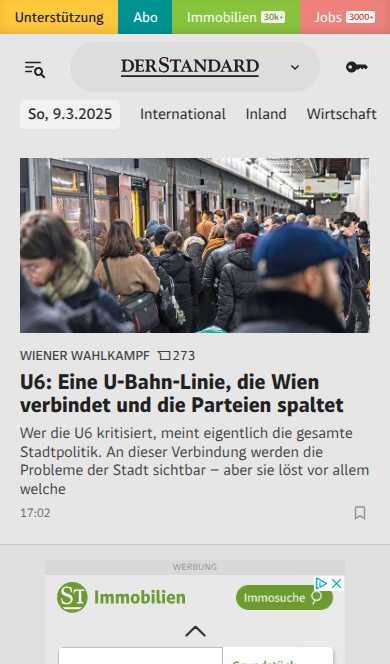 Unterstützung Abo Immobilien 30k+ Jobs 3000+
DERSTANDARD
So, 9.3.2025 International Inland Wirtschaft
WIENER WAHLKAMPF 273
U6: Eine U-Bahn-Linie, die Wien
verbindet und die Parteien spaltet
Wer die U6 kritisiert, meint eigentlich die gesamte
Stadtpolitik. An dieser Verbindung werden die
Probleme der Stadt sichtbar – aber sie löst vor allem
welche
17:02
WERBUNG
ST Immobilien Immosuche